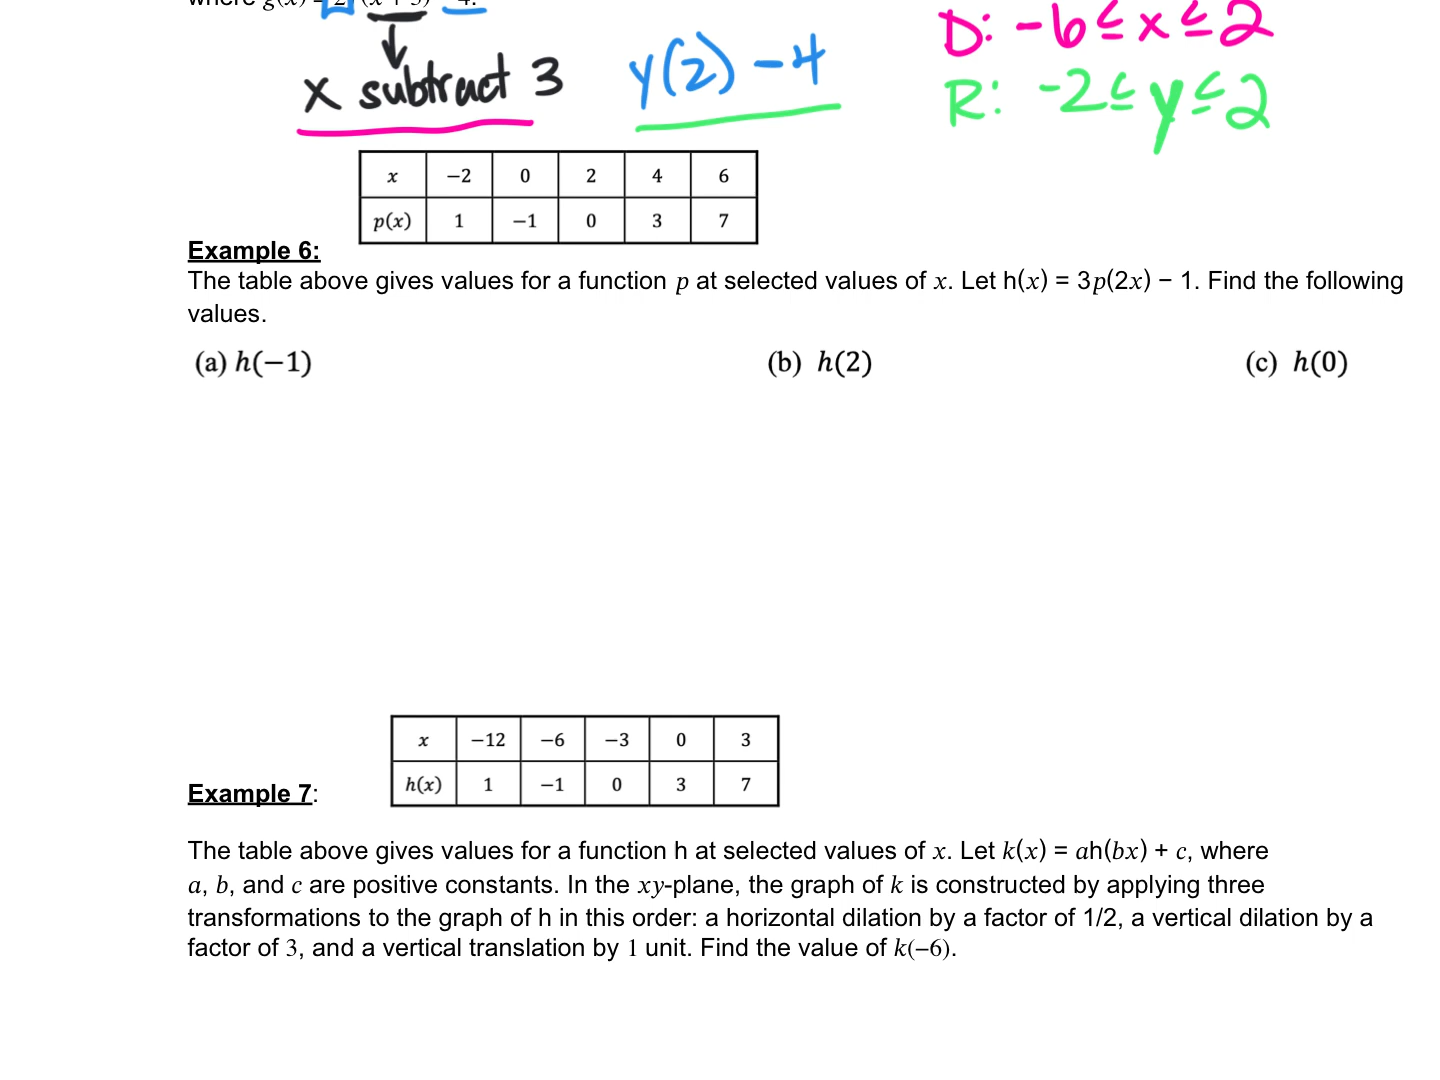 x subtract 3 y(2) -4
D: -6 ≤ x ≤ 2
R: -2 ≤ y ≤ 2
x −2 0 2 4 6
p(x) 1 −1 0 3 7
Example 6:
The table above gives values for a function p at selected values of x. Let h(x) = 3p(2x) − 1. Find the following
values.
(a) h(−1) (b) h(2) (c) h(0)
x −12 −6 −3 0 3
h(x) 1 −1 0 3 7
Example 7:
The table above gives values for a function h at selected values of x. Let k(x) = ah(bx) + c, where
a, b, and c are positive constants. In the xy-plane, the graph of k is constructed by applying three
transformations to the graph of h in this order: a horizontal dilation by a factor of 1/2, a vertical dilation by a
factor of 3, and a vertical translation by 1 unit. Find the value of k(−6).